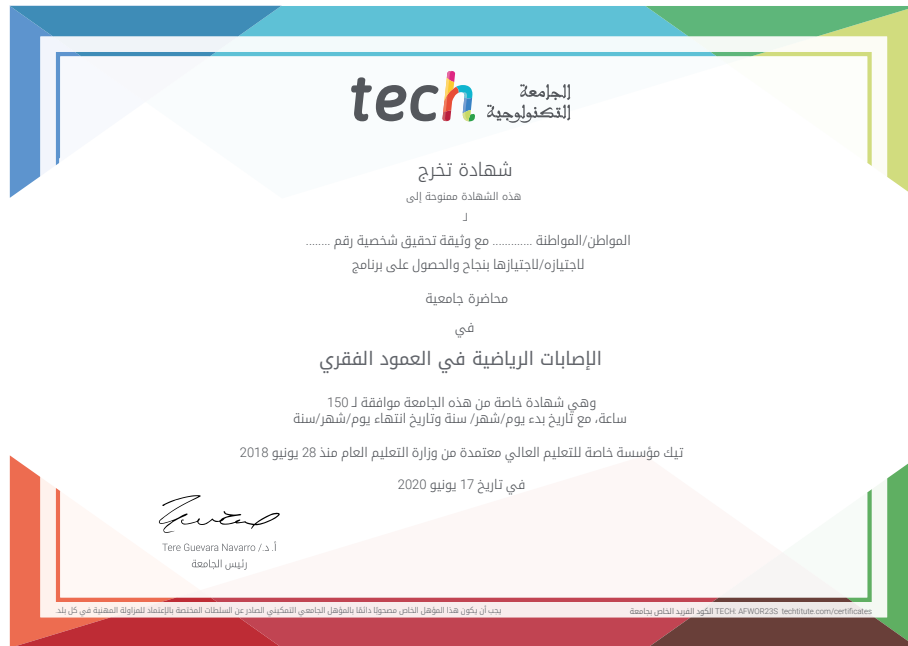 tech
الجامعة
التكنولوجية
شهادة تخرج
هذه الشهادة ممنوحة إلى
لـ
المواطن/المواطنة ............. مع وثيقة تحقيق شخصية رقم ........
لاجتيازه/لاجتيازها بنجاح والحصول على برنامج
محاضرة جامعية
في
الإصابات الرياضية في العمود الفقري
وهي شهادة خاصة من هذه الجامعة موافقة لـ 150
ساعة، مع تاريخ بدء يوم/شهر/ سنة وتاريخ انتهاء يوم/شهر/سنة
تيك مؤسسة خاصة للتعليم العالي معتمدة من وزارة التعليم العام منذ 28 يونيو 2018
في تاريخ 17 يونيو 2020
أ. د./ Tere Guevara Navarro
رئيس الجامعة
الكود الفريد الخاص بجامعة TECH: AFWOR23S techtitute.com/certificates
يجب أن يكون هذا المؤهل الخاص مصحوبًا دائمًا بالمؤهل الجامعي التمكيني الصادر عن السلطات المختصة بالإعتماد للمزاولة المهنية في كل بلد.